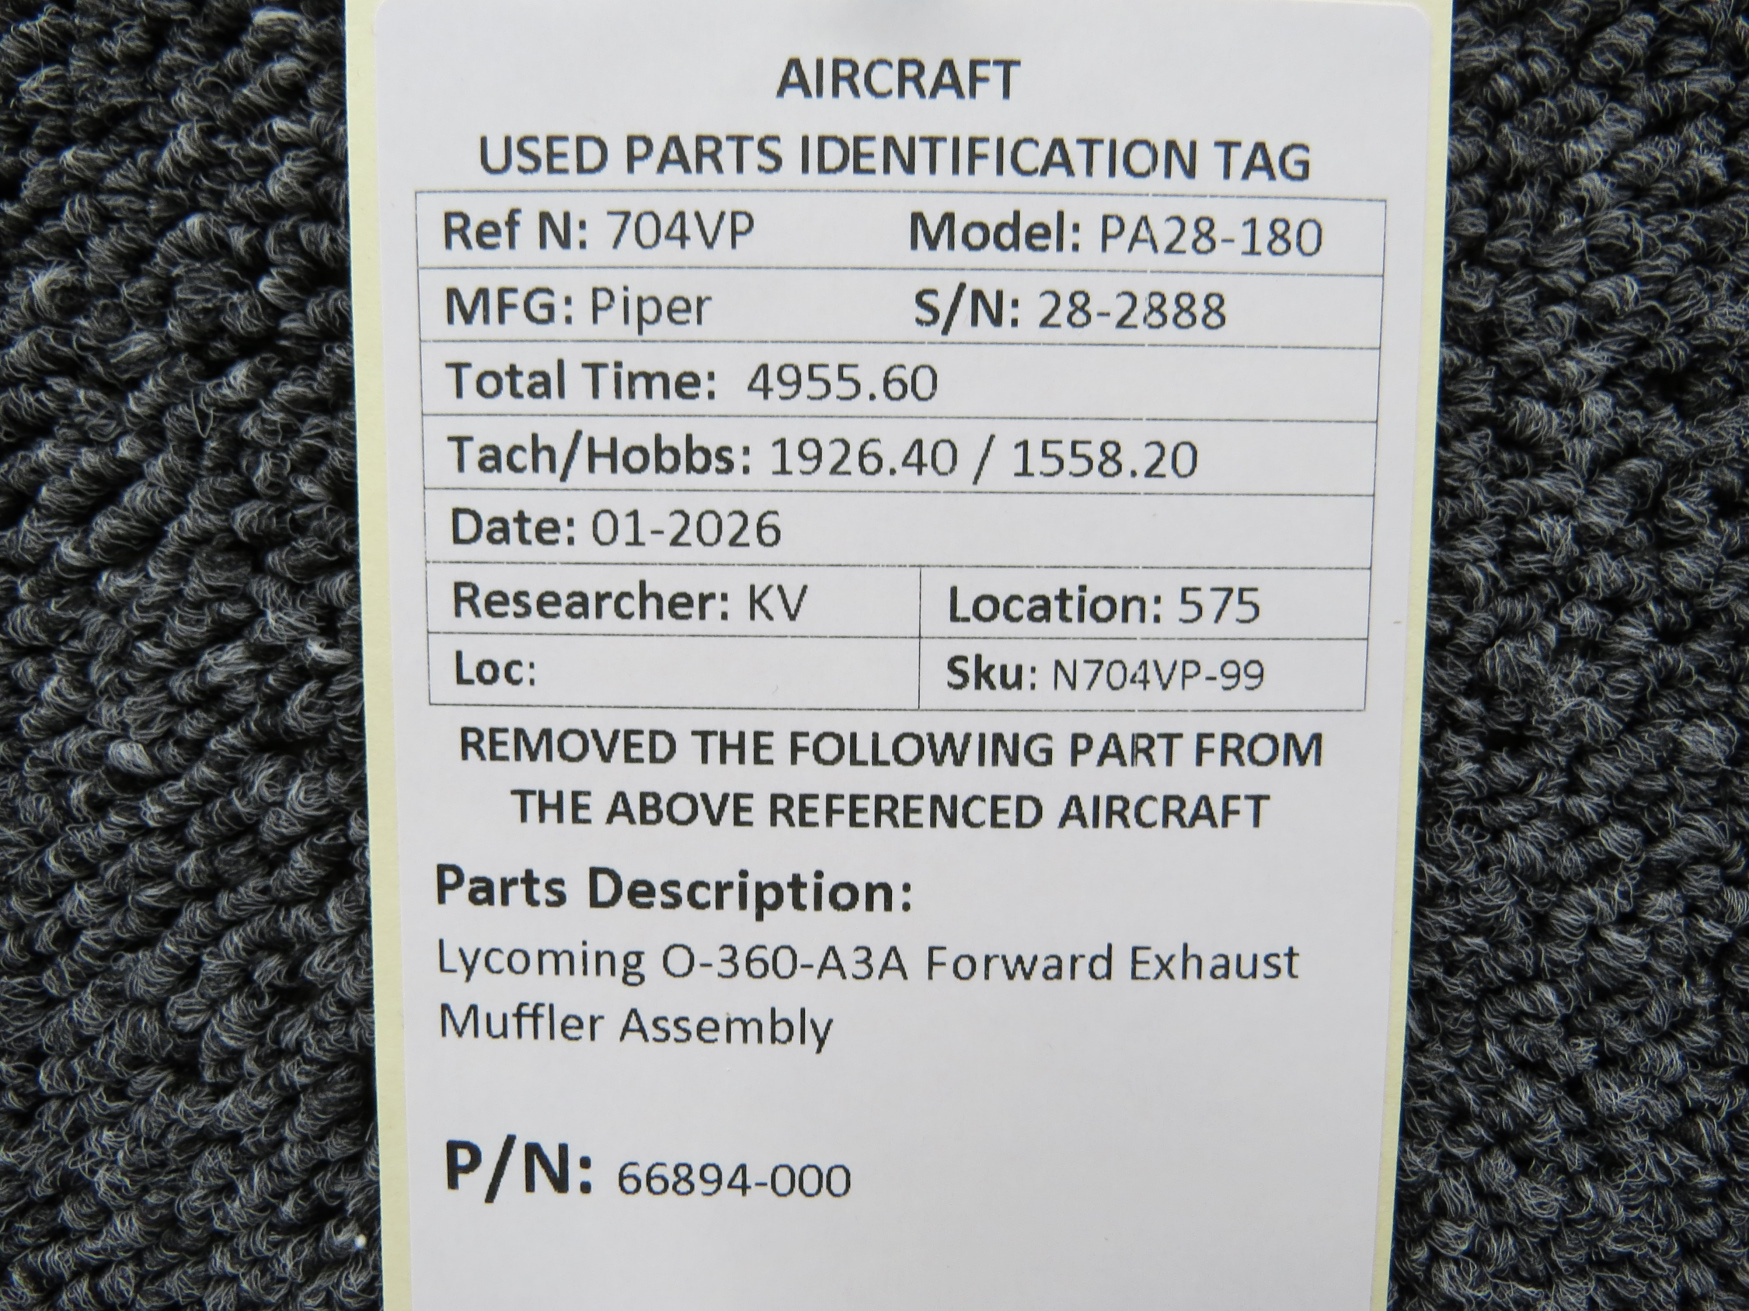 AIRCRAFT
USED PARTS IDENTIFICATION TAG
Ref N: 704VP Model: PA28-180
MFG: Piper S/N: 28-2888
Total Time: 4955.60
Tach/Hobbs: 1926.40 / 1558.20
Date: 01-2026
Researcher: KV Location: 575
Loc: Sku: N704VP-99
REMOVED THE FOLLOWING PART FROM
THE ABOVE REFERENCED AIRCRAFT
Parts Description:
Lycoming O-360-A3A Forward Exhaust
Muffler Assembly
P/N: 66894-000